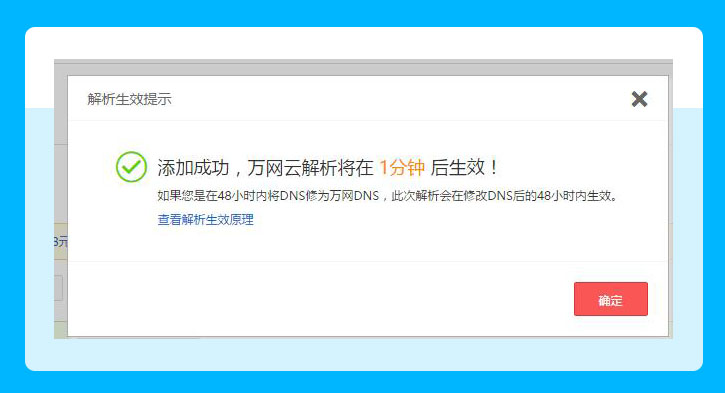 解析生效提示
添加成功，万网云解析将在 1分钟 后生效！
如果您是在48小时内将DNS修为万网DNS，此次解析会在修改DNS后的48小时内生效。
查看解析生效原理
8元
确定